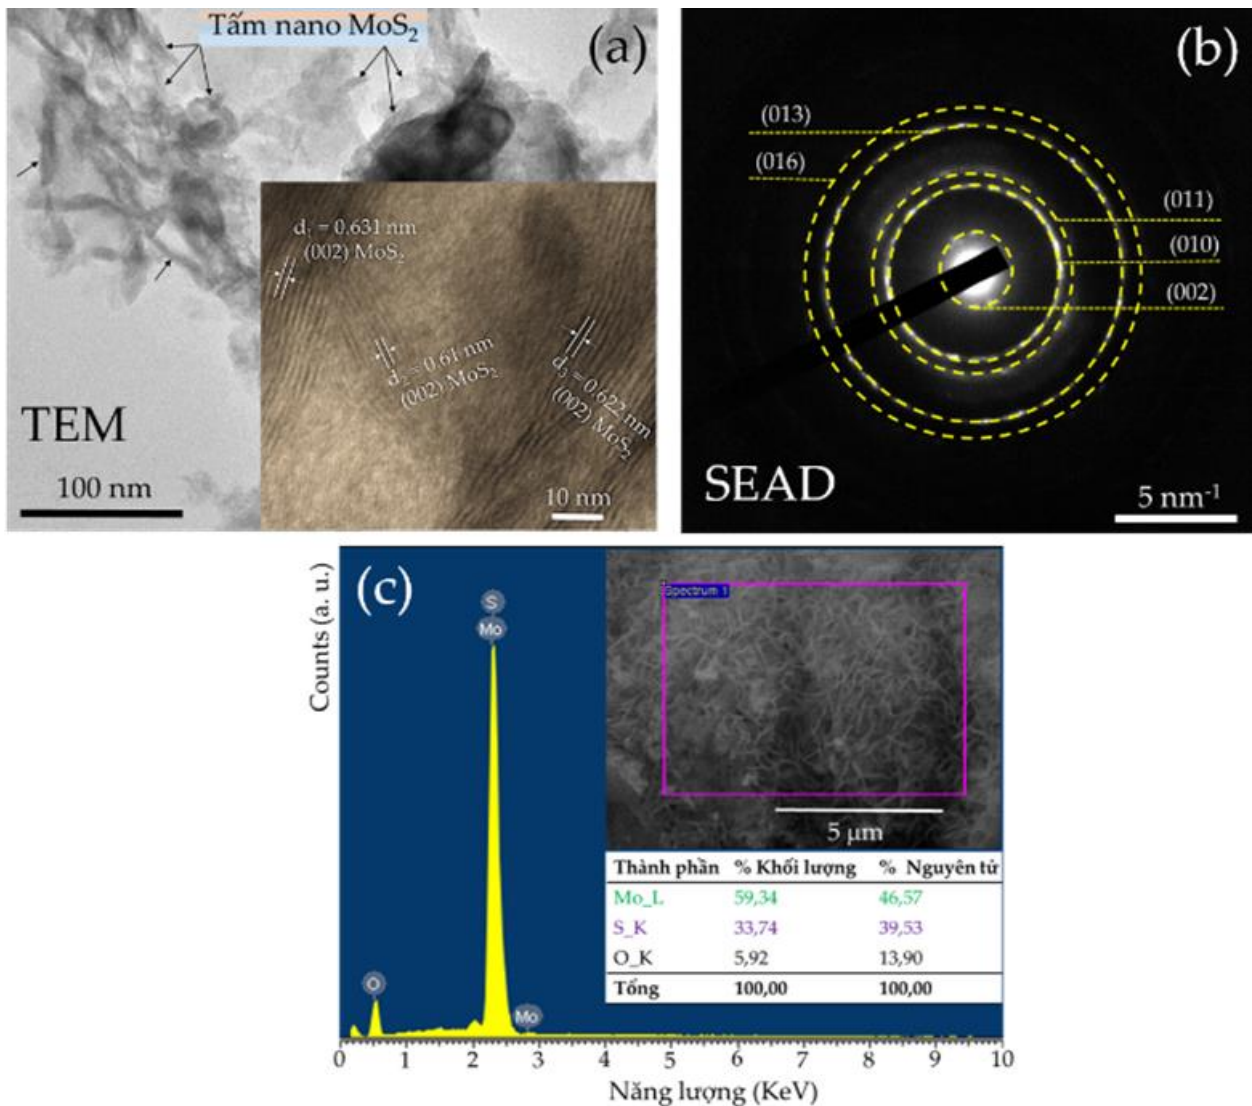 Tấm nano MoS₂
(a)
d₁ = 0.631 nm
(002) MoS₂
d₂ = 0.61 nm
(002) MoS₂
d₃ = 0.622 nm
(002) MoS₂
TEM
100 nm
10 nm
(b)
(013)
(016)
(011)
(010)
(002)
SEAD
5 nm⁻¹
(c)
Counts (a. u.)
S
Mo
O
Mo
Spectrum 1
5 μm
Thành phần % Khối lượng % Nguyên tử
Mo_L 59,34 46,57
S_K 33,74 39,53
O_K 5,92 13,90
Tổng 100,00 100,00
0 1 2 3 4 5 6 7 8 9 10
Năng lượng (KeV)